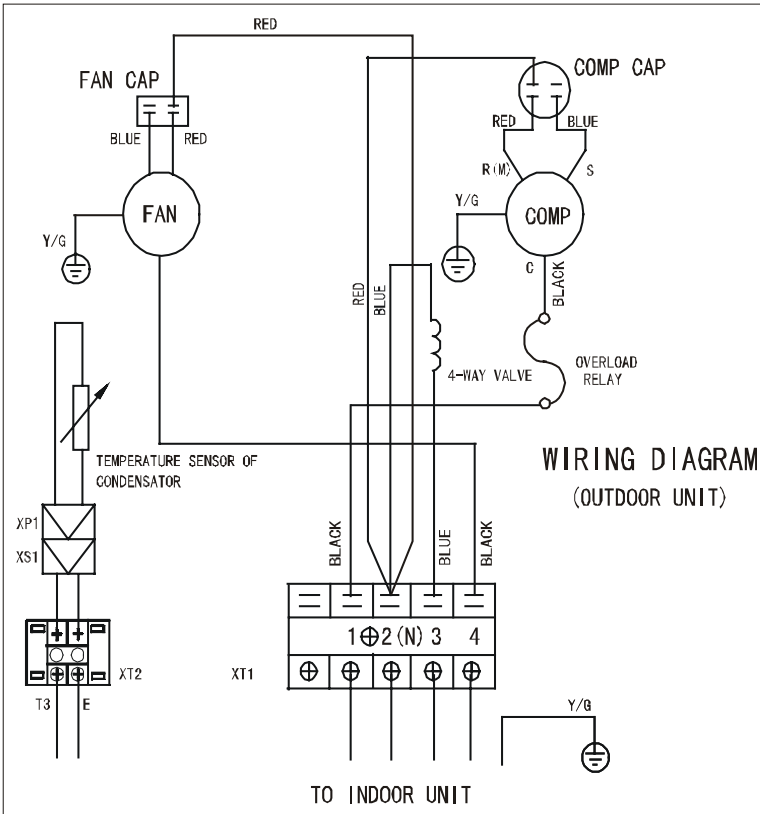 RED
FAN CAP
COMP CAP
BLUE
RED
RED
BLUE
R(M)
S
Y/G
FAN
COMP
Y/G
C
BLACK
RED
BLUE
4-WAY VALVE
OVERLOAD
RELAY
TEMPERATURE SENSOR OF
CONDENSATOR
WIRING DIAGRAM
(OUTDOOR UNIT)
XP1
XS1
BLACK
BLUE
BLACK
1 2(N) 3 4
XT2
XT1
T3
E
Y/G
TO INDOOR UNIT